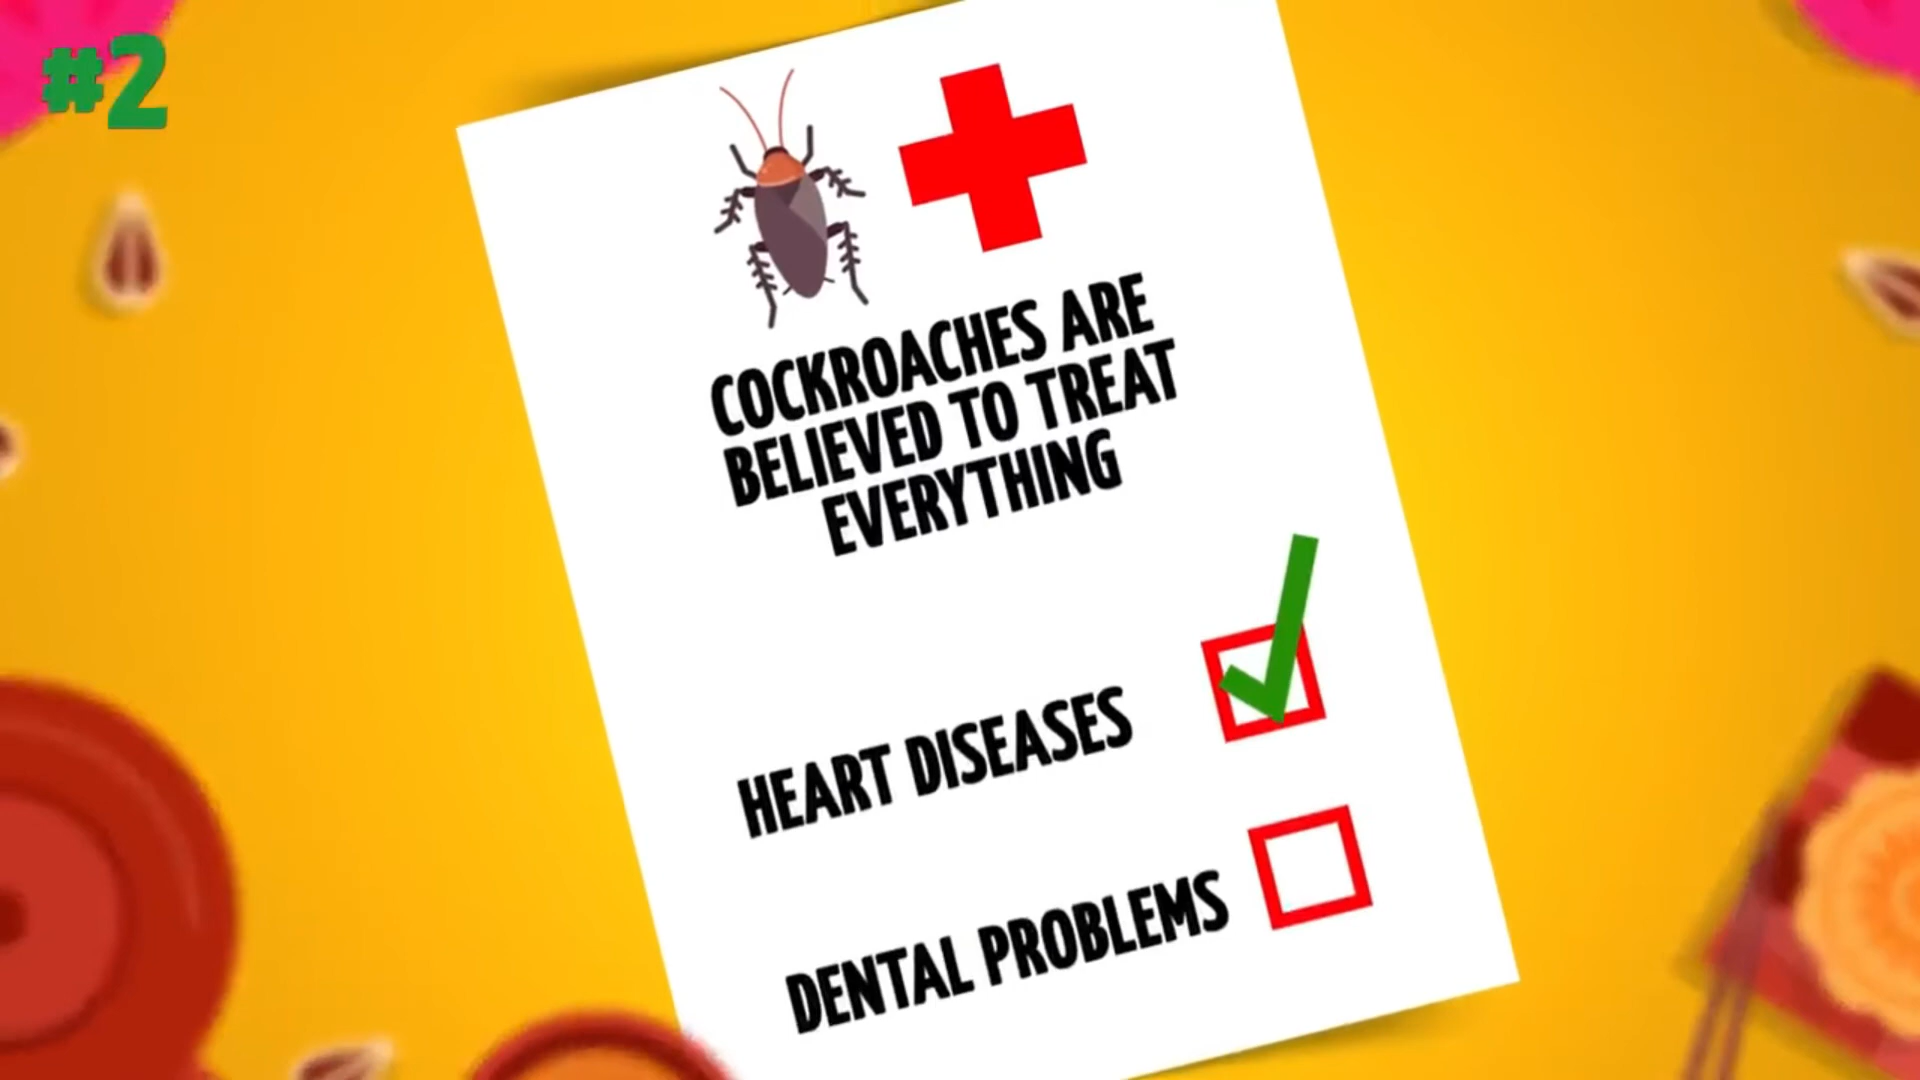 #2
COCKROACHES ARE
BELIEVED TO TREAT
EVERYTHING
HEART DISEASES
DENTAL PROBLEMS